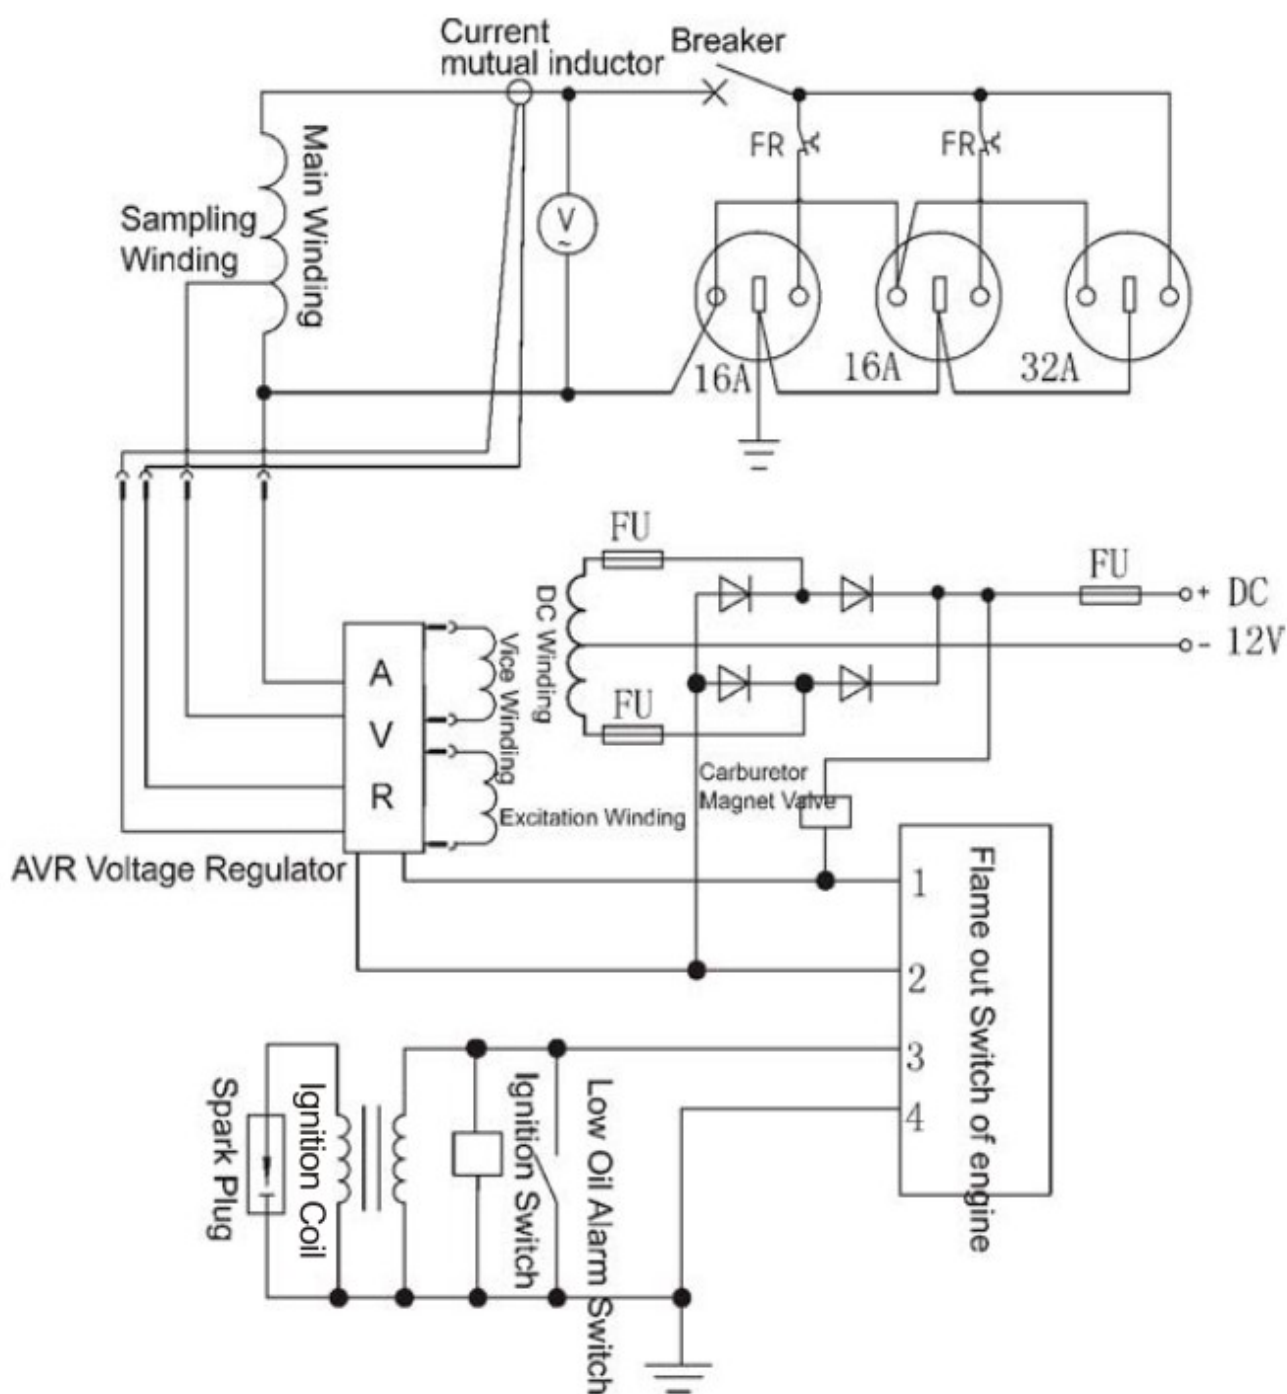 Current
mutual inductor
Breaker
Main Winding
FR
FR
Sampling
Winding
V
~
16A
16A
32A
FU
FU
+ DC
- 12V
DC Winding
Vice Winding
A
V
R
FU
Carburetor
Magnet Valve
Excitation Winding
AVR Voltage Regulator
1
2
3
4
Flame out Switch of engine
Spark Plug
Ignition Coil
Ignition Switch
Low Oil Alarm Switch